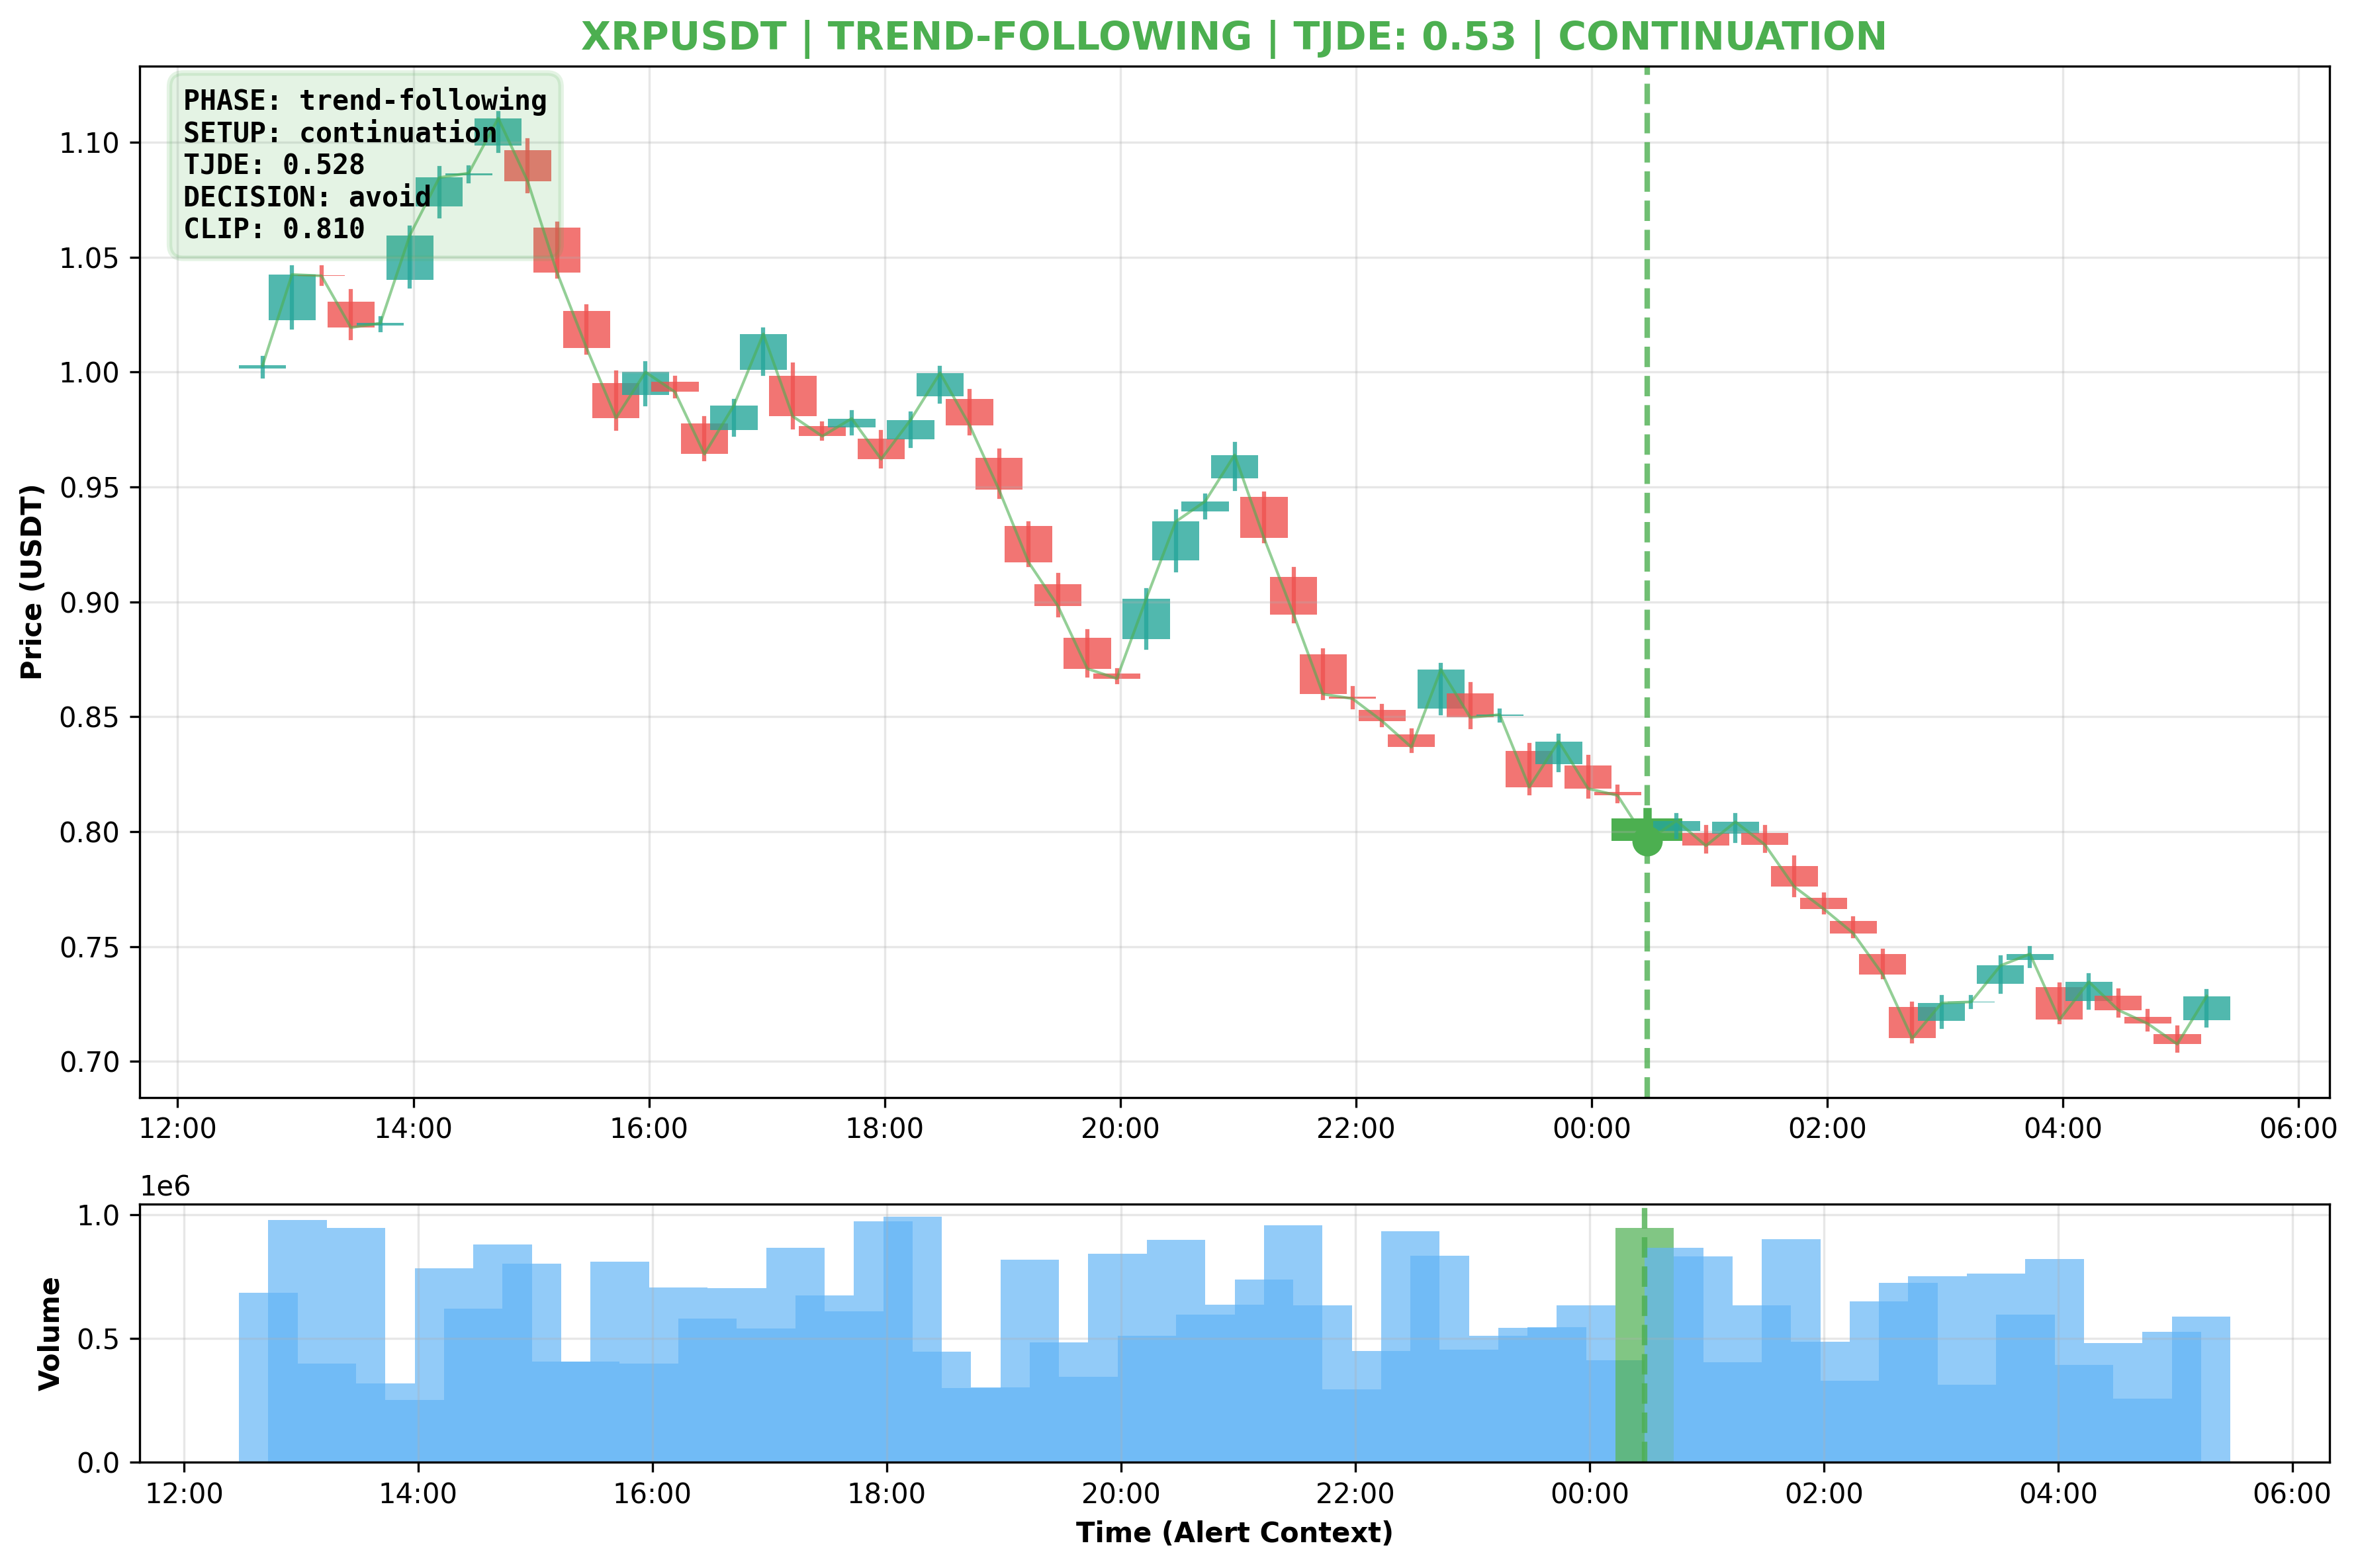 XRPUSDT | TREND-FOLLOWING | TJDE: 0.53 | CONTINUATION
PHASE: trend-following
SETUP: continuation
TJDE: 0.528
DECISION: avoid
CLIP: 0.810
Price (USDT)
1.10
1.05
1.00
0.95
0.90
0.85
0.80
0.75
0.70
12:00 14:00 16:00 18:00 20:00 22:00 00:00 02:00 04:00 06:00
1e6
Volume
1.0
0.5
0.0
12:00 14:00 16:00 18:00 20:00 22:00 00:00 02:00 04:00 06:00
Time (Alert Context)